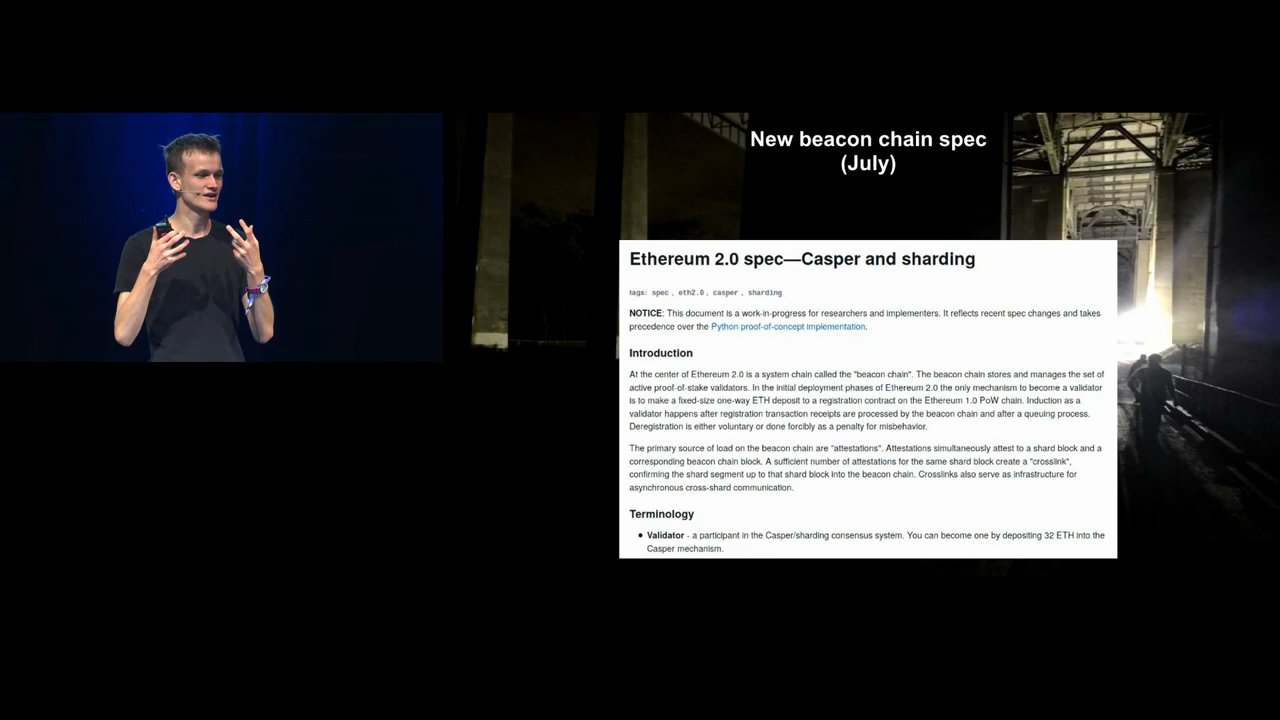 New beacon chain spec
(July)
Ethereum 2.0 spec—Casper and sharding
tags: spec , eth2.0 , casper , sharding
NOTICE: This document is a work-in-progress for researchers and implementers. It reflects recent spec changes and takes
precedence over the Python proof-of-concept implementation.
Introduction
At the center of Ethereum 2.0 is a system chain called the "beacon chain". The beacon chain stores and manages the set of
active proof-of-stake validators. In the initial deployment phases of Ethereum 2.0 the only mechanism to become a validator
is to make a fixed-size one-way ETH deposit to a registration contract on the Ethereum 1.0 PoW chain. Induction as a
validator happens after registration transaction receipts are processed by the beacon chain and after a queuing process.
Deregistration is either voluntary or done forcibly as a penalty for misbehavior.
The primary source of load on the beacon chain are "attestations". Attestations simultaneously attest to a shard block and a
corresponding beacon chain block. A sufficient number of attestations for the same shard block create a "crosslink",
confirming the shard segment up to that shard block into the beacon chain. Crosslinks also serve as infrastructure for
asynchronous cross-shard communication.
Terminology
• Validator - a participant in the Casper/sharding consensus system. You can become one by depositing 32 ETH into the
Casper mechanism.